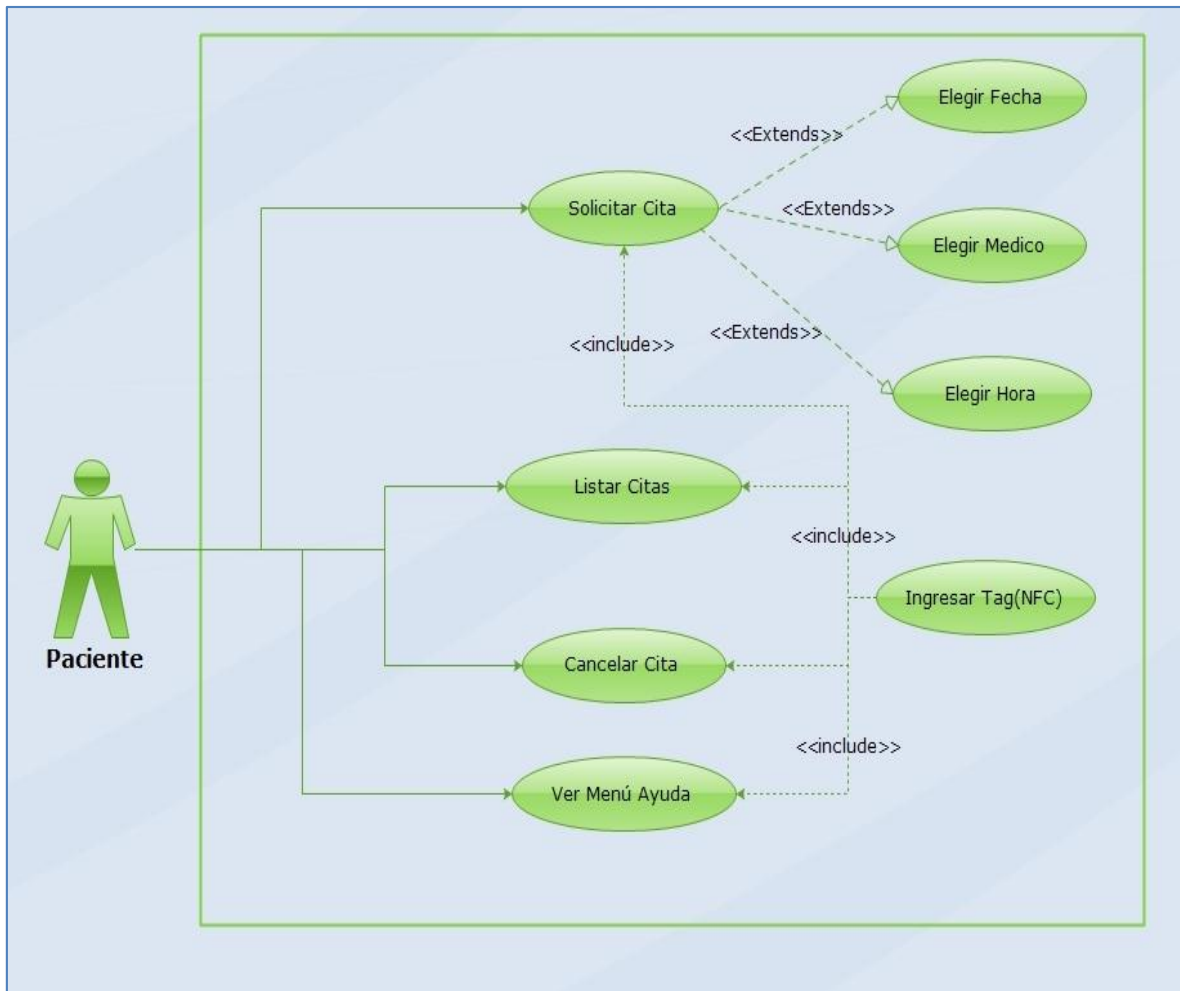 Elegir Fecha
<<Extends>>
Solicitar Cita
<<Extends>>
Elegir Medico
<<include>>
<<Extends>>
Elegir Hora
Listar Citas
<<include>>
Ingresar Tag(NFC)
Paciente
Cancelar Cita
<<include>>
Ver Menú Ayuda